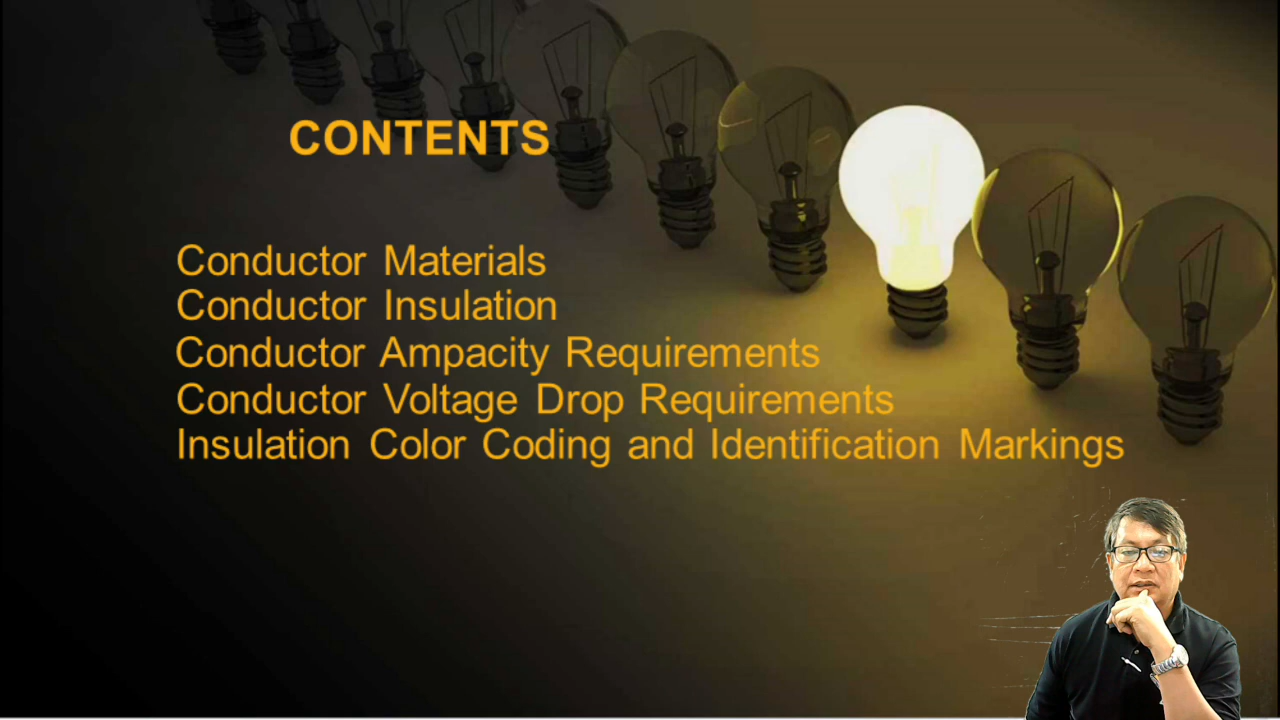 CONTENTS
Conductor Materials
Conductor Insulation
Conductor Ampacity Requirements
Conductor Voltage Drop Requirements
Insulation Color Coding and Identification Markings